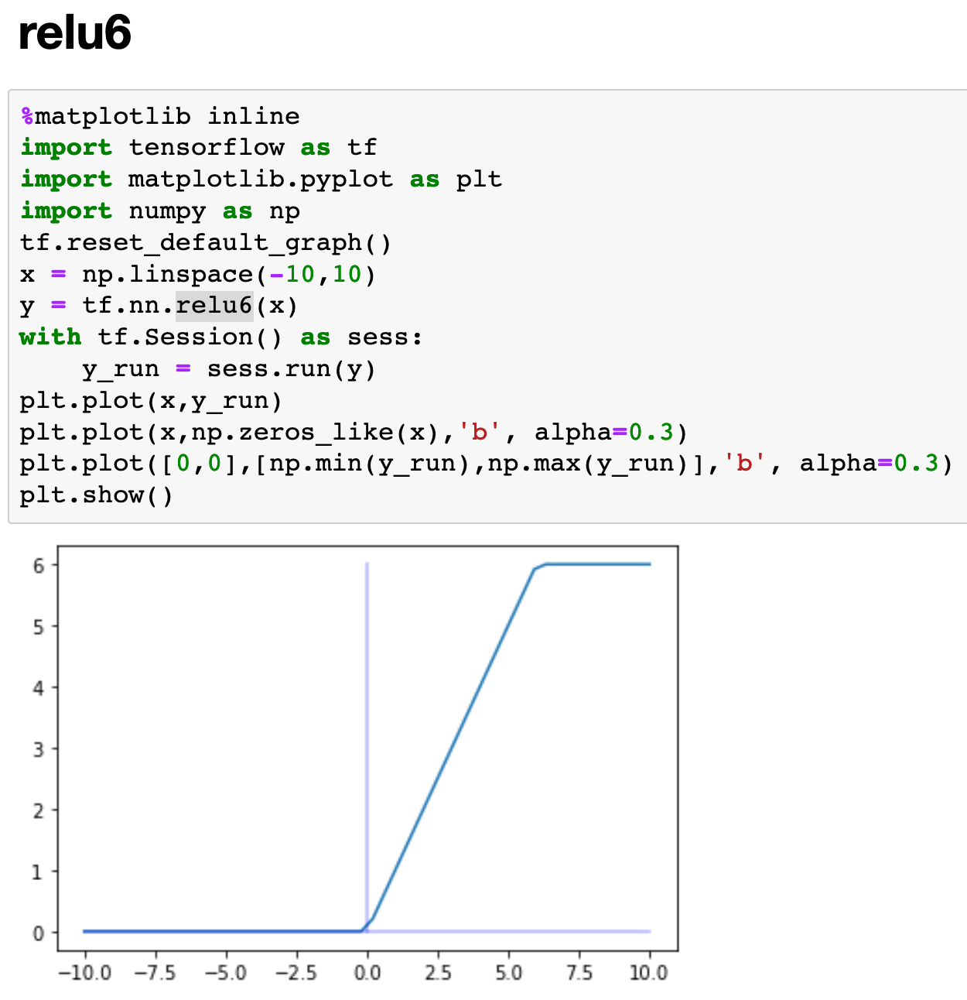 relu6
%matplotlib inline
import tensorflow as tf
import matplotlib.pyplot as plt
import numpy as np
tf.reset_default_graph()
x = np.linspace(-10,10)
y = tf.nn.relu6(x)
with tf.Session() as sess:
    y_run = sess.run(y)
plt.plot(x,y_run)
plt.plot(x,np.zeros_like(x),'b', alpha=0.3)
plt.plot([0,0],[np.min(y_run),np.max(y_run)],'b', alpha=0.3)
plt.show()
6
5
4
3
2
1
0
−10.0 −7.5 −5.0 −2.5 0.0 2.5 5.0 7.5 10.0